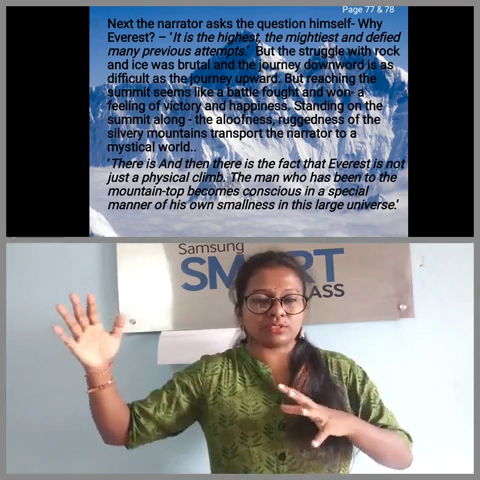 Page 77 & 78
Next the narrator asks the question himself- Why
Everest? – 'It is the highest, the mightiest and defied
many previous attempts.' But the struggle with rock
and ice was brutal and the journey downword is as
difficult as the journey upward. But reaching the
summit seems like a battle fought and won- a
feeling of victory and happiness. Standing on the
summit along - the aloofness, ruggedness of the
silvery mountains transport the narrator to a
mystical world..
'There is And then there is the fact that Everest is not
just a physical climb. The man who has been to the
mountain-top becomes conscious in a special
manner of his own smallness in this large universe.'
Samsung